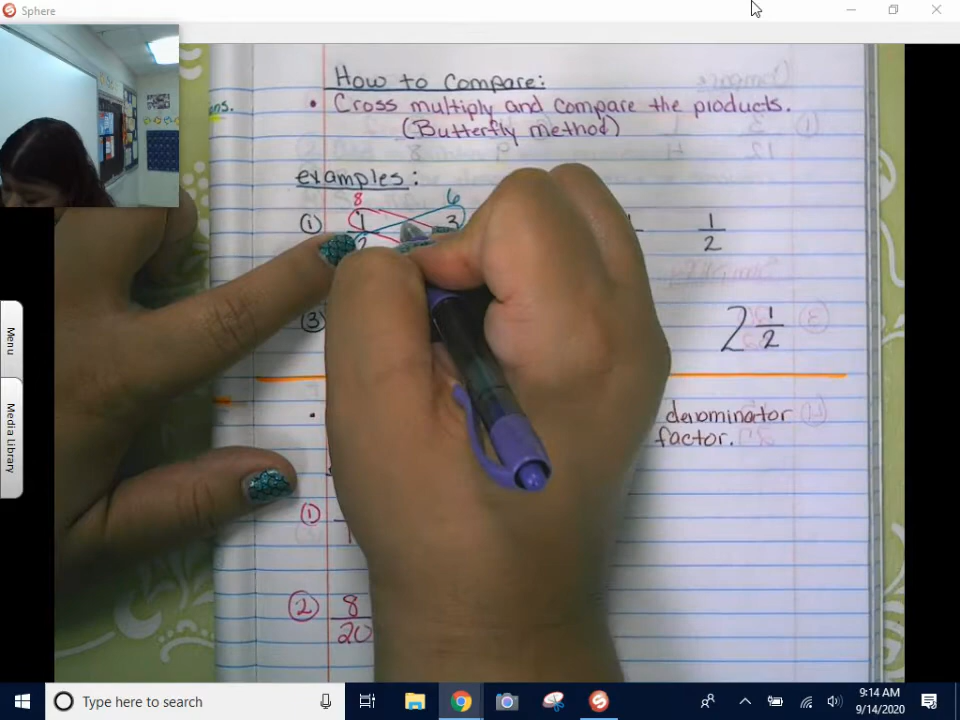 Sphere
ns.
How to Compare:
• Cross multiply and compare the products.
(Butterfly method)
examples:
8 6
① 1 3 1
2 2
③ 2 1
2
denominator
factor.
①
② 8
20
Menu
Media Library
Type here to search
9:14 AM
9/14/2020